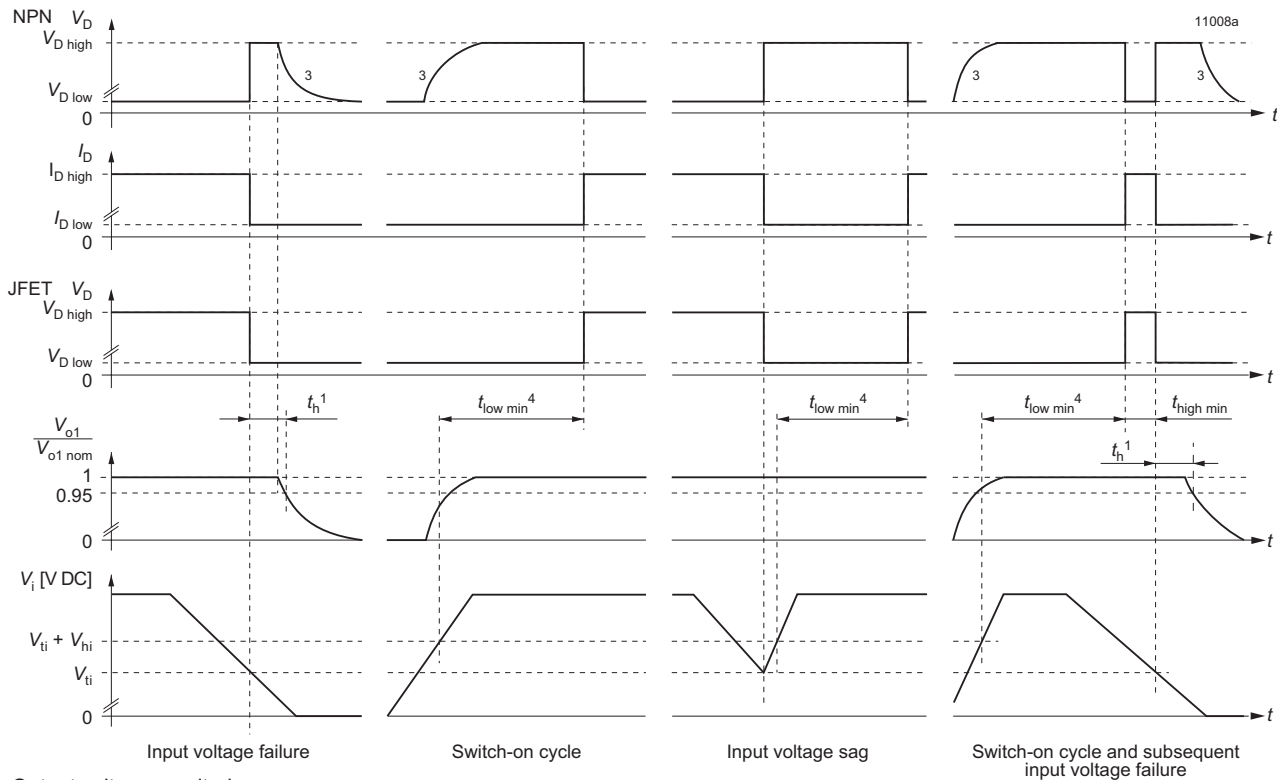 NPN V_D
11008a
V_D high
3
3
3
3
V_D low
0
t
I_D
I_D high
I_D low
0
t
JFET V_D
V_D high
V_D low
0
t
t_h^1
t_low min^4
t_low min^4
t_low min^4
t_high min
V_o1
V_o1 nom
t_h^1
1
0.95
0
t
V_i [V DC]
V_ti + V_hi
V_ti
0
t
Input voltage failure
Switch-on cycle
Input voltage sag
Switch-on cycle and subsequent
input voltage failure